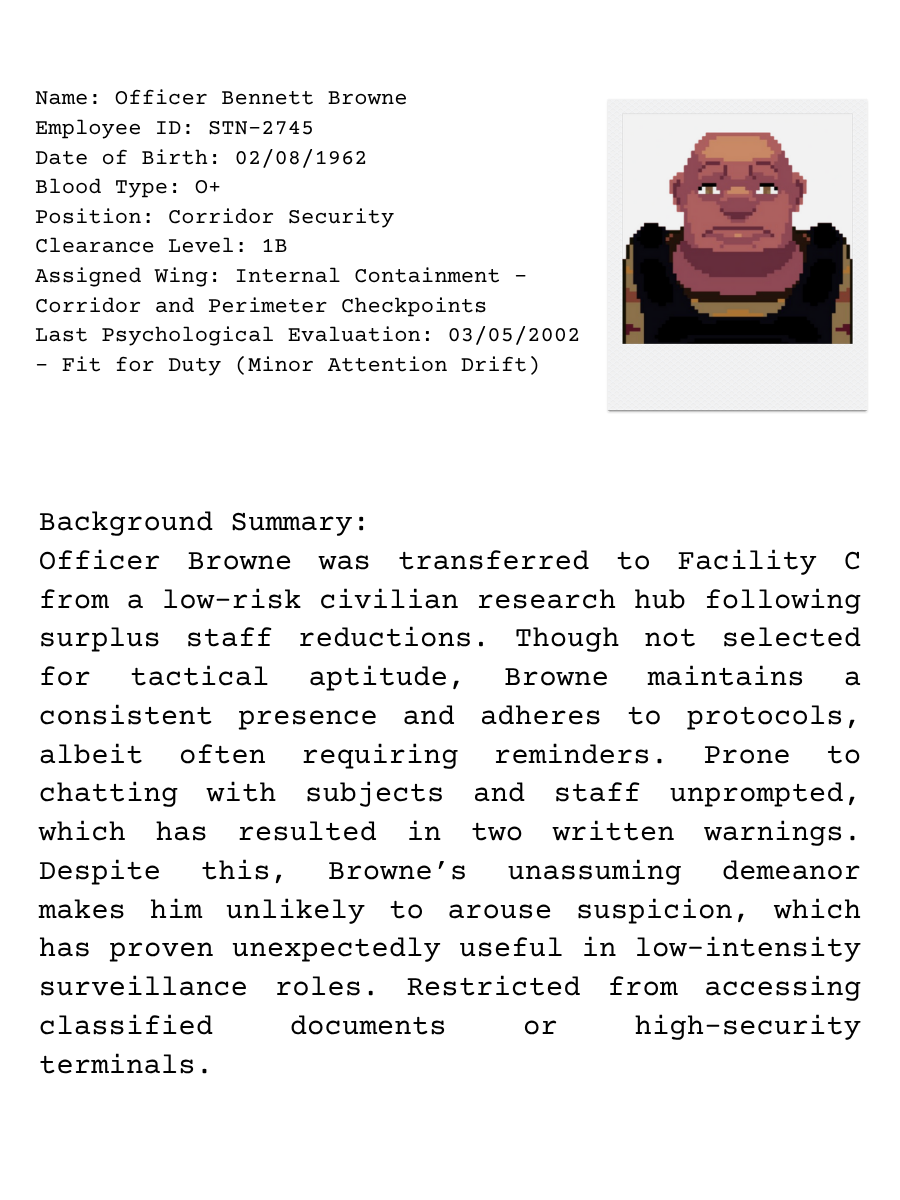 Name: Officer Bennett Browne
Employee ID: STN-2745
Date of Birth: 02/08/1962
Blood Type: O+
Position: Corridor Security
Clearance Level: 1B
Assigned Wing: Internal Containment -
Corridor and Perimeter Checkpoints
Last Psychological Evaluation: 03/05/2002
- Fit for Duty (Minor Attention Drift)
Background Summary:
Officer Browne was transferred to Facility C
from a low-risk civilian research hub following
surplus staff reductions. Though not selected
for tactical aptitude, Browne maintains a
consistent presence and adheres to protocols,
albeit often requiring reminders. Prone to
chatting with subjects and staff unprompted,
which has resulted in two written warnings.
Despite this, Browne’s unassuming demeanor
makes him unlikely to arouse suspicion, which
has proven unexpectedly useful in low-intensity
surveillance roles. Restricted from accessing
classified documents or high-security
terminals.